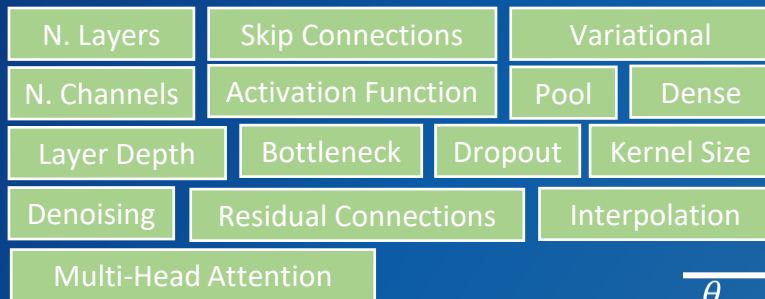 N. Layers Skip Connections Variational
N. Channels Activation Function Pool Dense
Layer Depth Bottleneck Dropout Kernel Size
Denoising Residual Connections Interpolation
Multi-Head Attention
θ